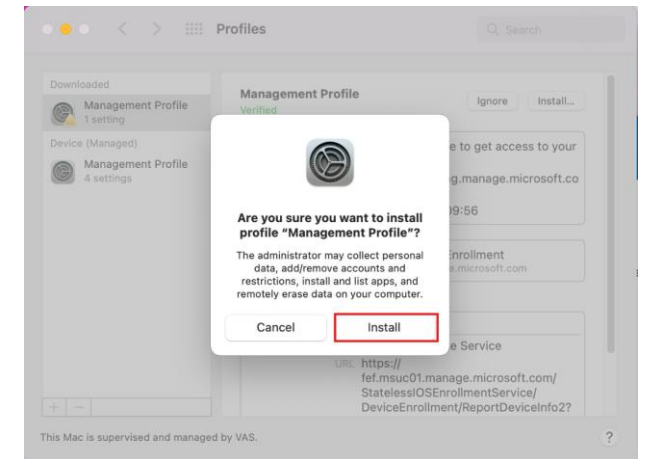 Profiles
Search
Downloaded
Management Profile
1 setting
Device (Managed)
Management Profile
4 settings
Management Profile
Verified
Ignore
Install...
e to get access to your
g.manage.microsoft.co
09:56
Enrollment
e.microsoft.com
Are you sure you want to install
profile “Management Profile”?
The administrator may collect personal
data, add/remove accounts and
restrictions, install and list apps, and
remotely erase data on your computer.
Cancel
Install
e Service
URL https://
fef.msuc01.manage.microsoft.com/
StatelessIOSEnrollmentService/
DeviceEnrollment/ReportDeviceInfo2?
This Mac is supervised and managed by VAS.
?